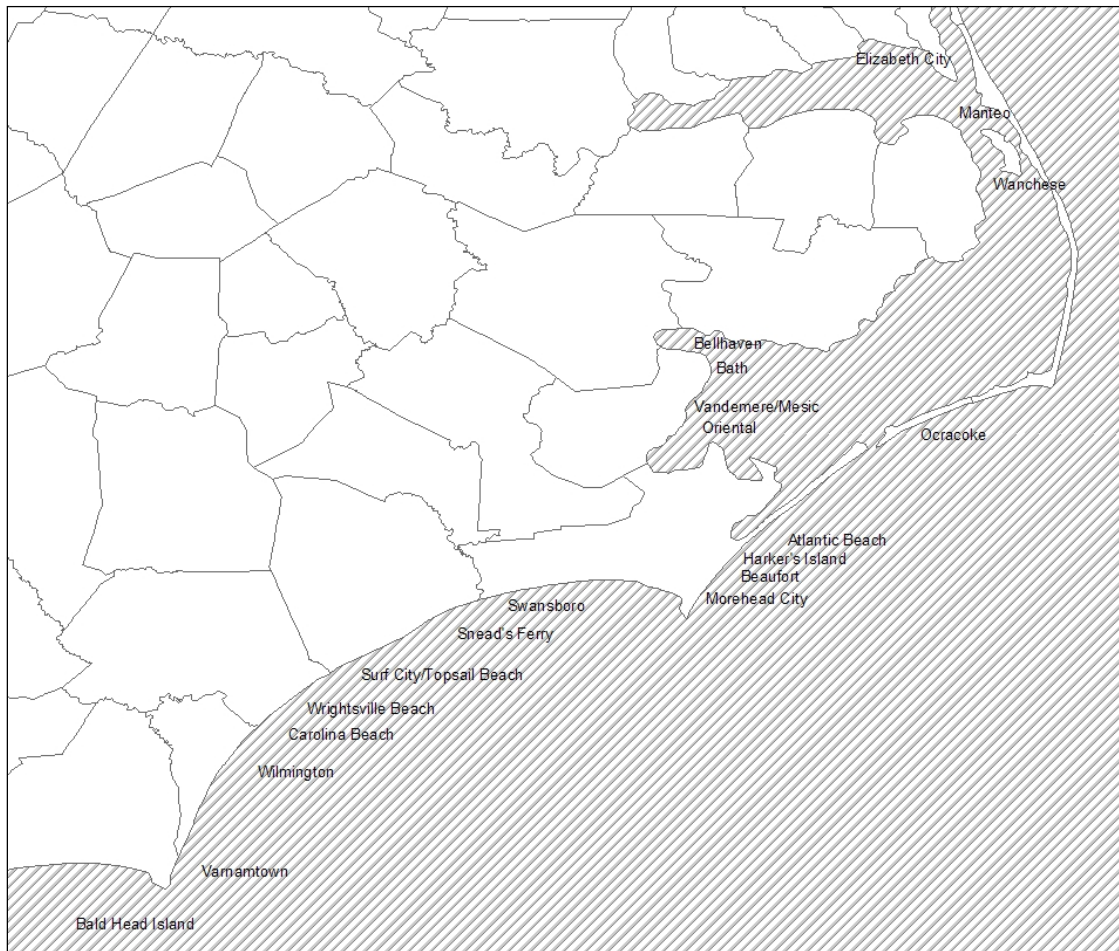 Elizabeth City
Manteo
Wanchese
Bellhaven
Bath
Vandemere/Mesic
Oriental
Ocracoke
Atlantic Beach
Harker's Island
Beaufort
Morehead City
Swansboro
Snead's Ferry
Surf City/Topsail Beach
Wrightsville Beach
Carolina Beach
Wilmington
Varnamtown
Bald Head Island